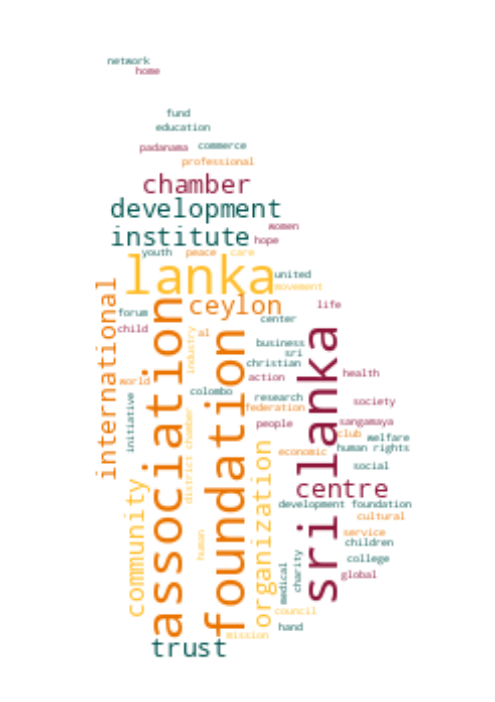 network
home
fund
education
padanama commerce
professional
chamber
development
women
institute hope
youth peace care
lanka united
movement
international
ceylon life
forum center
child al
industry
association
foundation
sri lanka
business
sri
christian
world action health
colombo research
initiative
federation society
district chamber
people sangamaya
club welfare
economic human rights
organization
social
community
centre
development foundation
cultural
human
service
children
medical
charity
college
global
council
hand
mission
trust